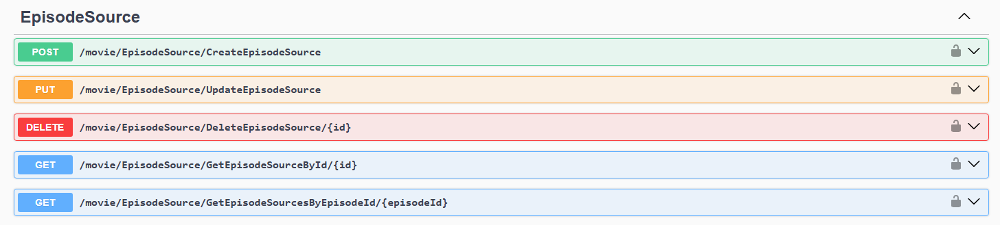 EpisodeSource
POST /movie/EpisodeSource/CreateEpisodeSource
PUT /movie/EpisodeSource/UpdateEpisodeSource
DELETE /movie/EpisodeSource/DeleteEpisodeSource/{id}
GET /movie/EpisodeSource/GetEpisodeSourceById/{id}
GET /movie/EpisodeSource/GetEpisodeSourcesByEpisodeId/{episodeId}